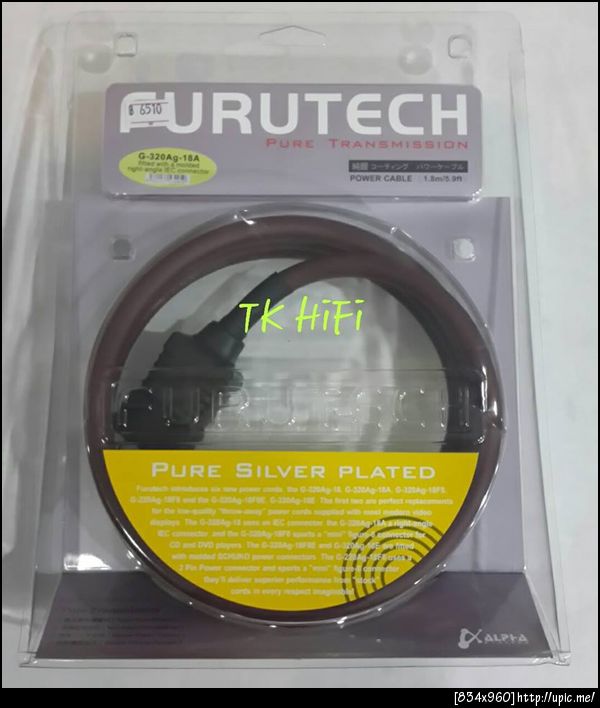 FURUTECH
฿ 6510
PURE TRANSMISSION
G-320Ag-18A
fitted with a molded
right-angle IEC connector
純銀コーティング パワーケーブル
POWER CABLE 1.8m/5.9ft
TK HiFi
FURUTECH
PURE SILVER PLATED
Furutech introduces six new power cords, the G-320Ag-18, G-320Ag-18A, G-320Ag-18F8,
G-320Ag-18F8 and the G-320Ag-18F8E, G-320Ag-18E. The first two are perfect replacements
for the low-quality "throw-away" power cords supplied with most modern video
displays. The G-320Ag-18 uses an IEC connector, the G-320Ag-18A a right-angle
IEC connector, and the G-320Ag-18F8 sports a "mini" figure-8 connector for
CD and DVD players. The G-320Ag-18F8E and G-320Ag-18E are fitted
with molded SCHUKO power connectors. The G-320Ag-18F8 uses a
2 Pin Power connector and sports a "mini" figure-8 connector
they'll deliver superior performance from "stock"
cords in every respect imaginable!
Pure Transmission
ALPHA
[834x960]http://upic.me/